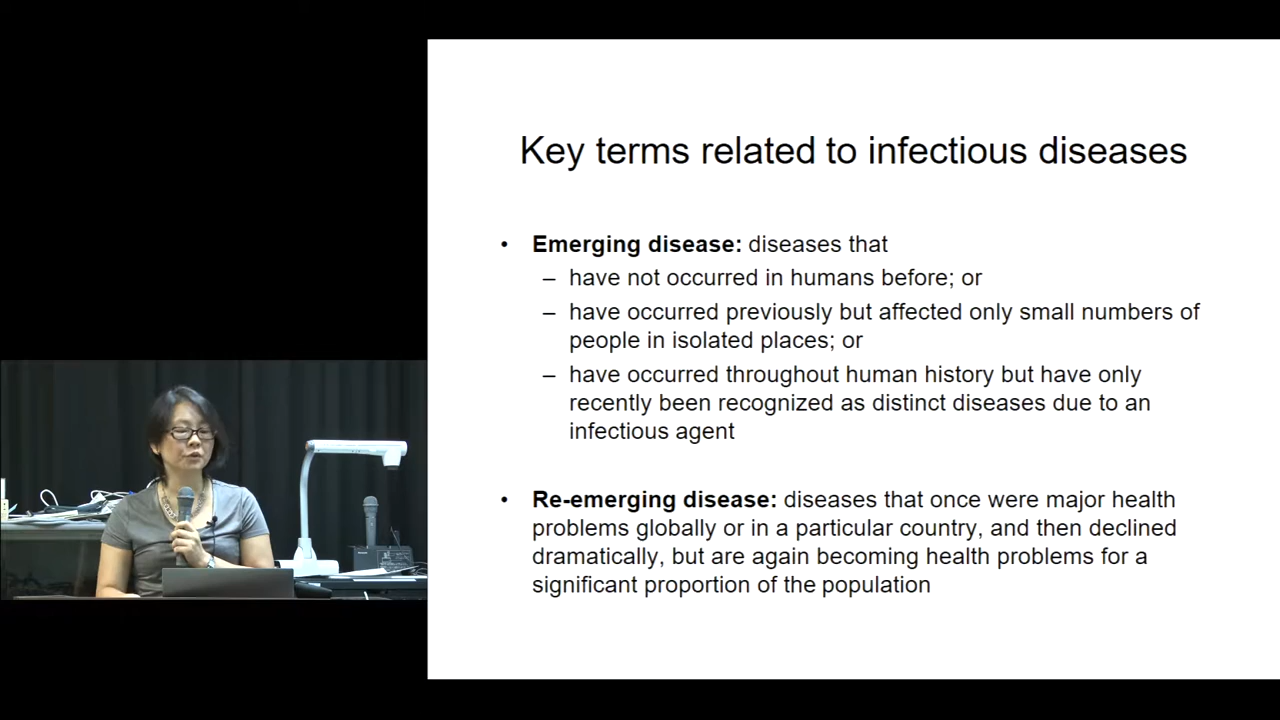 Key terms related to infectious diseases
• Emerging disease: diseases that
– have not occurred in humans before; or
– have occurred previously but affected only small numbers of
people in isolated places; or
– have occurred throughout human history but have only
recently been recognized as distinct diseases due to an
infectious agent
• Re-emerging disease: diseases that once were major health
problems globally or in a particular country, and then declined
dramatically, but are again becoming health problems for a
significant proportion of the population